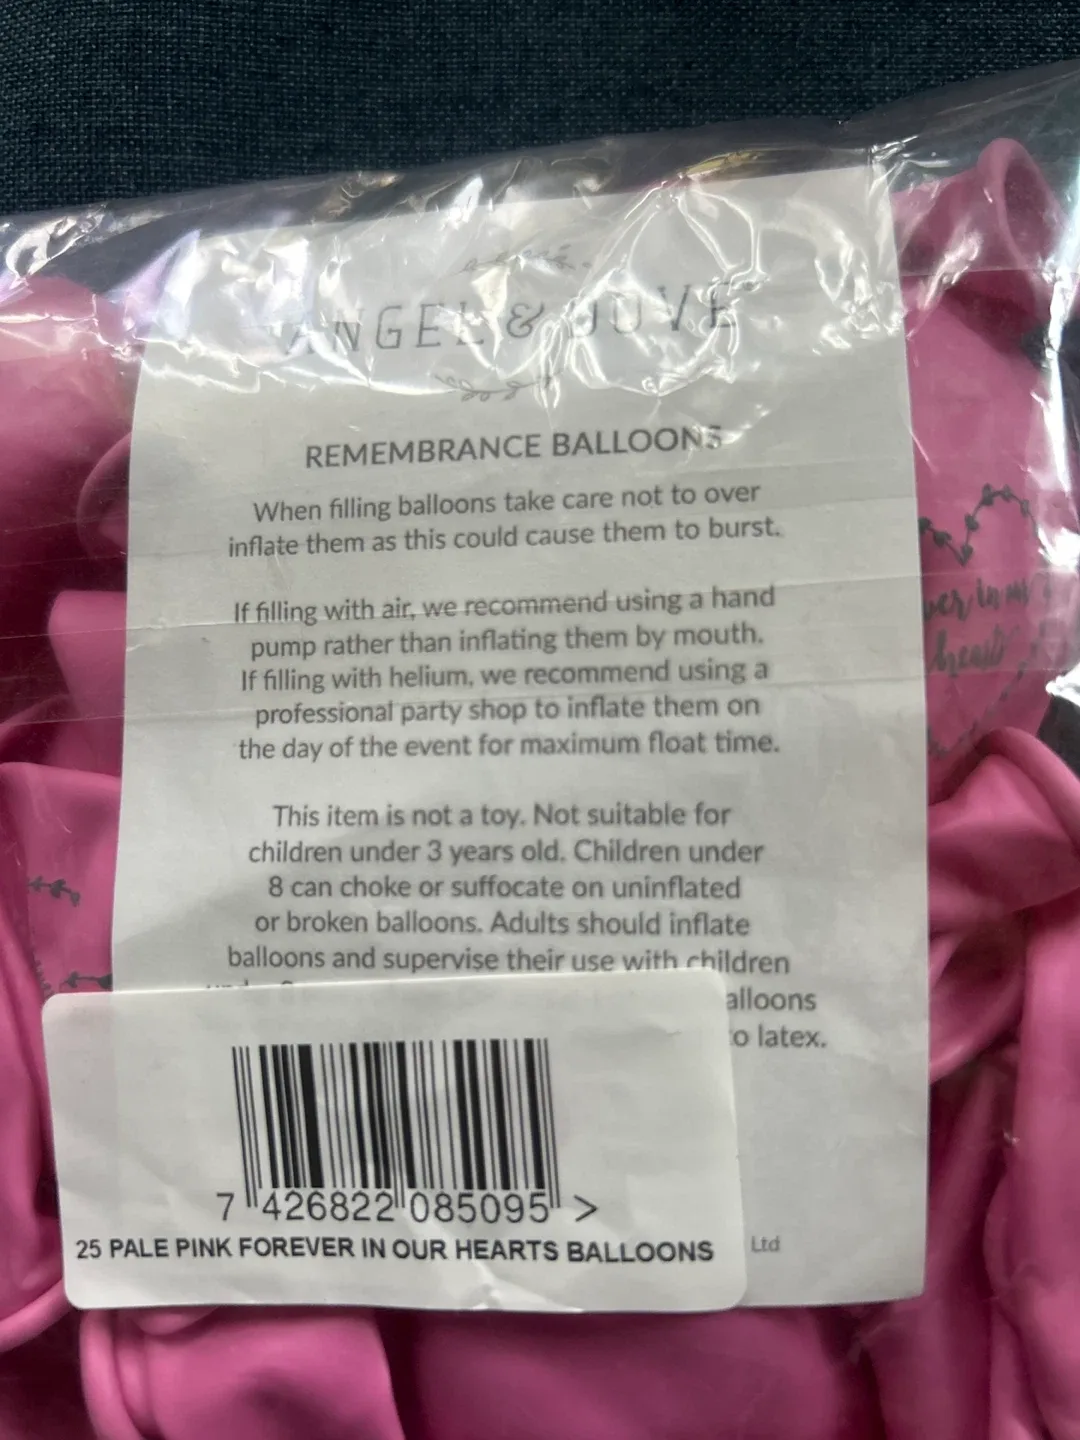 ANGEL & DOVE
REMEMBRANCE BALLOONS
When filling balloons take care not to over
inflate them as this could cause them to burst.
If filling with air, we recommend using a hand
pump rather than inflating them by mouth.
If filling with helium, we recommend using a
professional party shop to inflate them on
the day of the event for maximum float time.
This item is not a toy. Not suitable for
children under 3 years old. Children under
8 can choke or suffocate on uninflated
or broken balloons. Adults should inflate
balloons and supervise their use with children
alloons
o latex.
ver in
hearts
7 426822 085095 >
25 PALE PINK FOREVER IN OUR HEARTS BALLOONS
Ltd